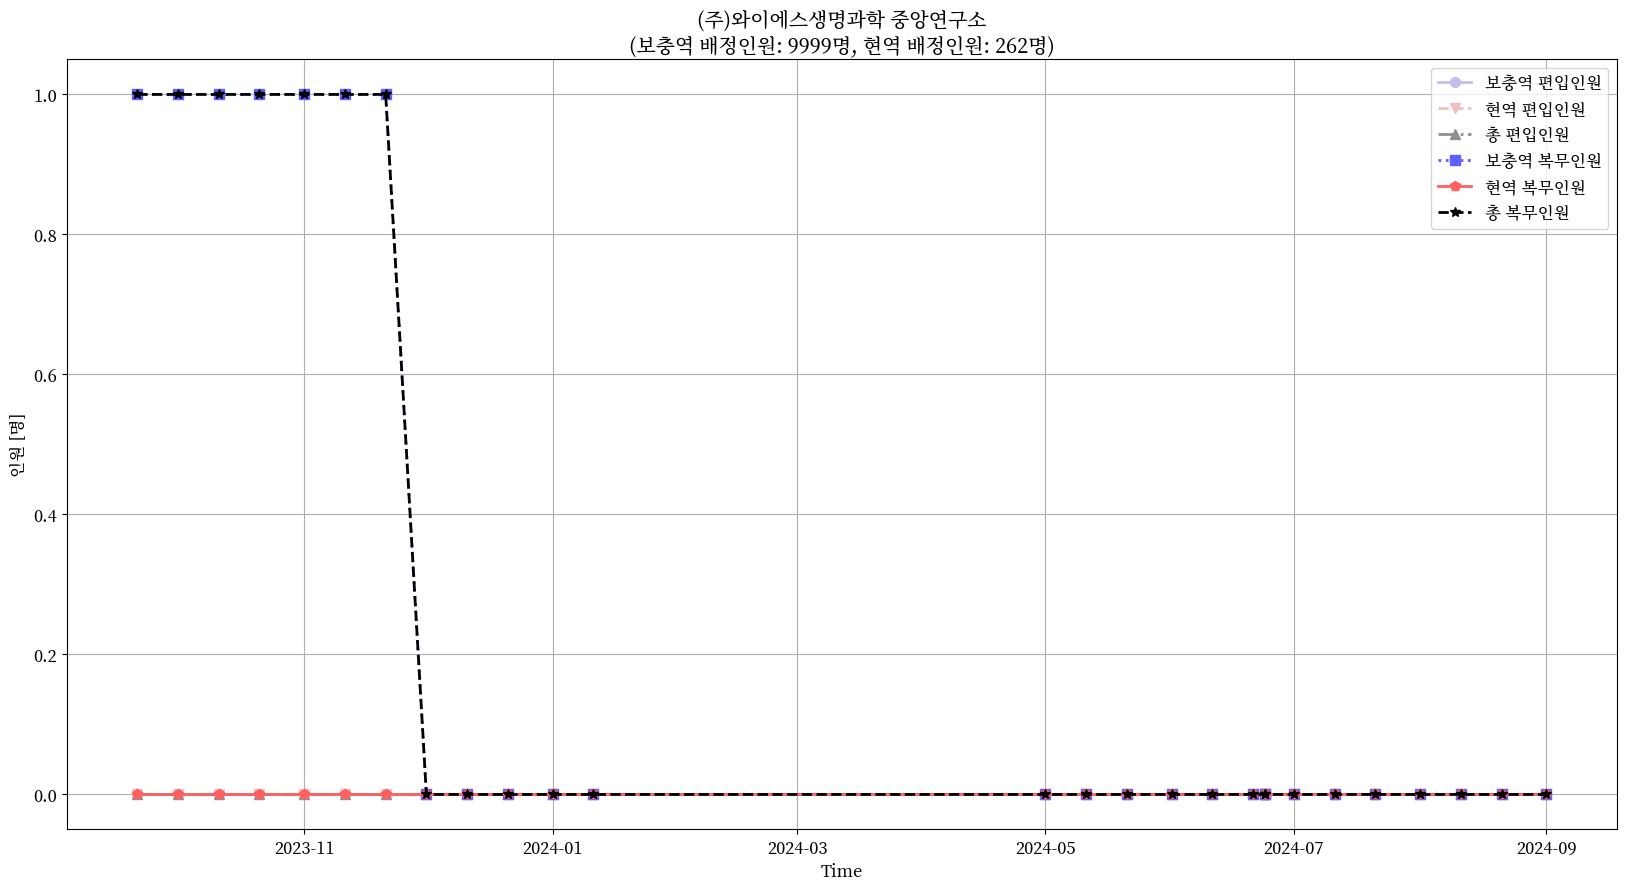 (주)와이에스생명과학 중앙연구소
(보충역 배정인원: 9999명, 현역 배정인원: 262명)
보충역 편입인원
현역 편입인원
총 편입인원
보충역 복무인원
현역 복무인원
총 복무인원
인원 [명]
1.0
0.8
0.6
0.4
0.2
0.0
2023-11
2024-01
2024-03
2024-05
2024-07
2024-09
Time